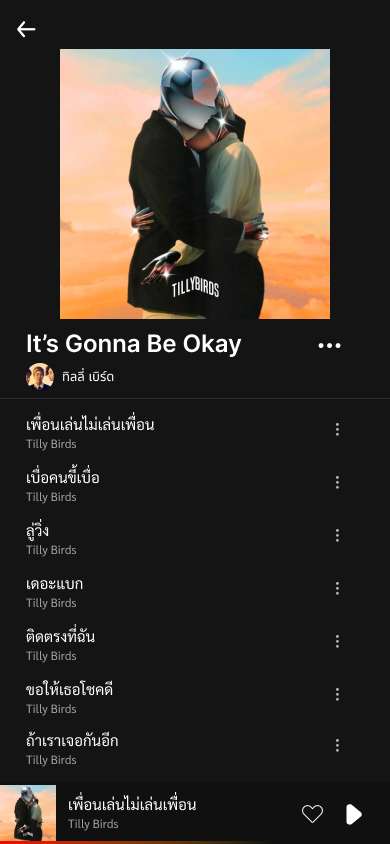 TILLYBIRDS
It's Gonna Be Okay
ทิลลี่ เบิร์ด
เพื่อนเล่นไม่เล่นเพื่อน
Tilly Birds
เบื่อคนขี้เบื่อ
Tilly Birds
ลู่วิ่ง
Tilly Birds
เดอะแบก
Tilly Birds
ติดตรงที่ฉัน
Tilly Birds
ขอให้เธอโชคดี
Tilly Birds
ถ้าเราเจอกันอีก
Tilly Birds
เพื่อนเล่นไม่เล่นเพื่อน
Tilly Birds